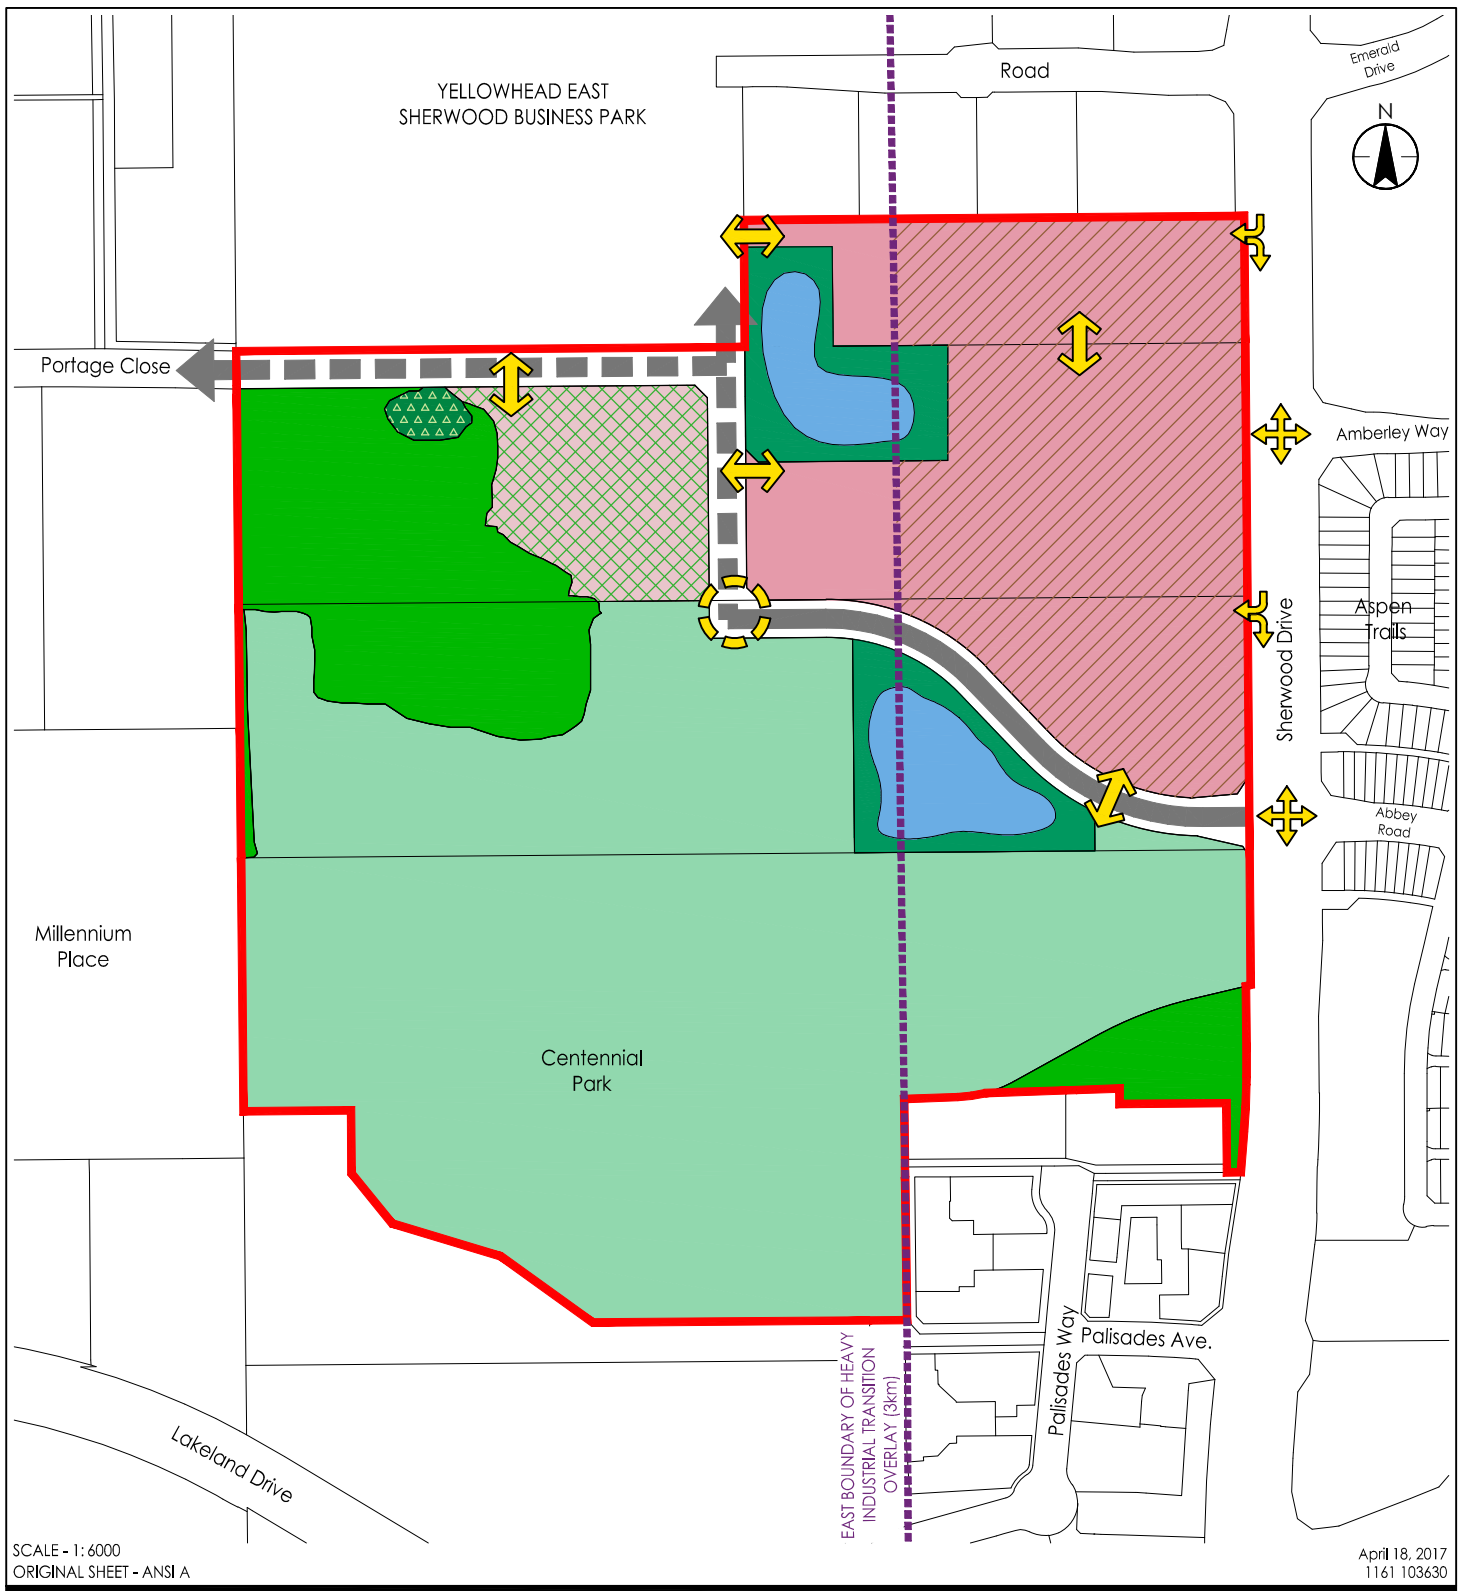 Emerald
Drive
Road
YELLOWHEAD EAST
SHERWOOD BUSINESS PARK
N
Portage Close
Amberley Way
Aspen
Trails
Sherwood Drive
Abbey
Road
Millennium
Place
Centennial
Park
EAST BOUNDARY OF HEAVY
INDUSTRIAL TRANSITION
OVERLAY (3km)
Palisades Way
Palisades Ave.
Lakeland Drive
SCALE - 1:6000
ORIGINAL SHEET - ANSI A
April 18, 2017
1161 103630